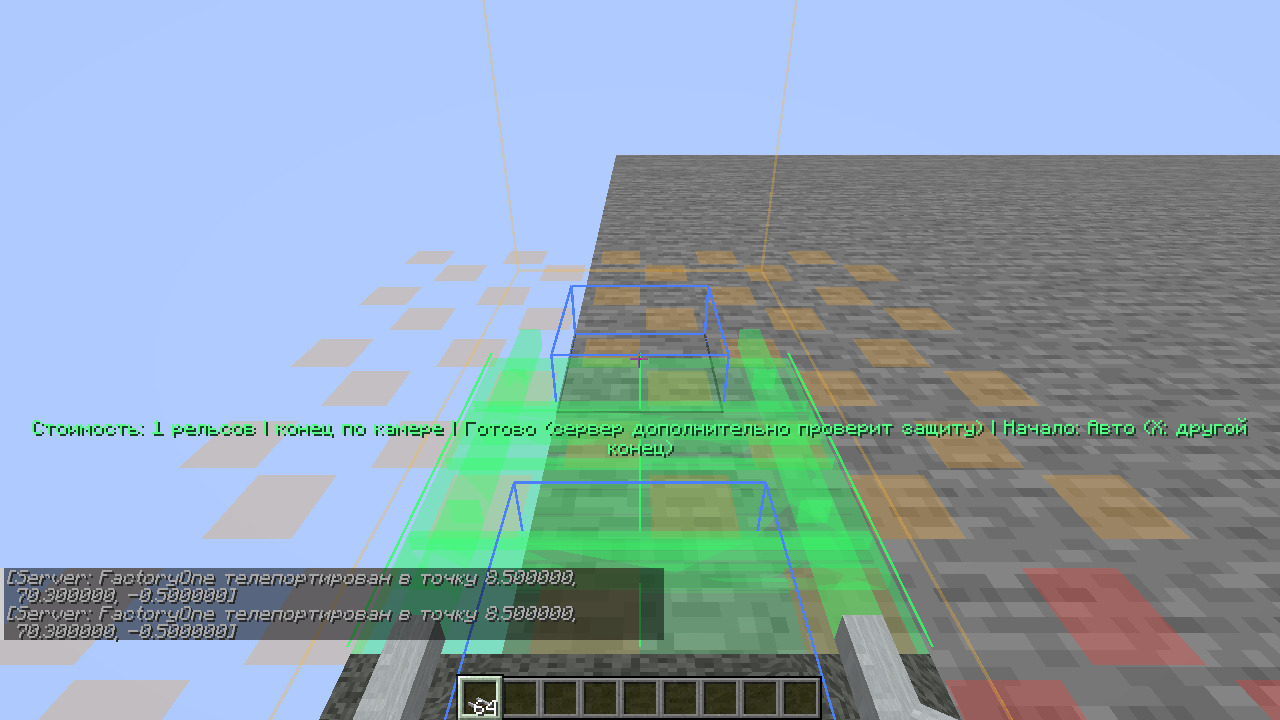 Стоимость: 1 рельсов | конец по камере | Готово (сервер дополнительно проверит защиту) | Начало: Авто (X: другой
конец)
[Server: FactoryOne телепортирован в точку 8.500000,
70.300000, -0.500000]
[Server: FactoryOne телепортирован в точку 8.500000,
70.300000, -0.500000]
64